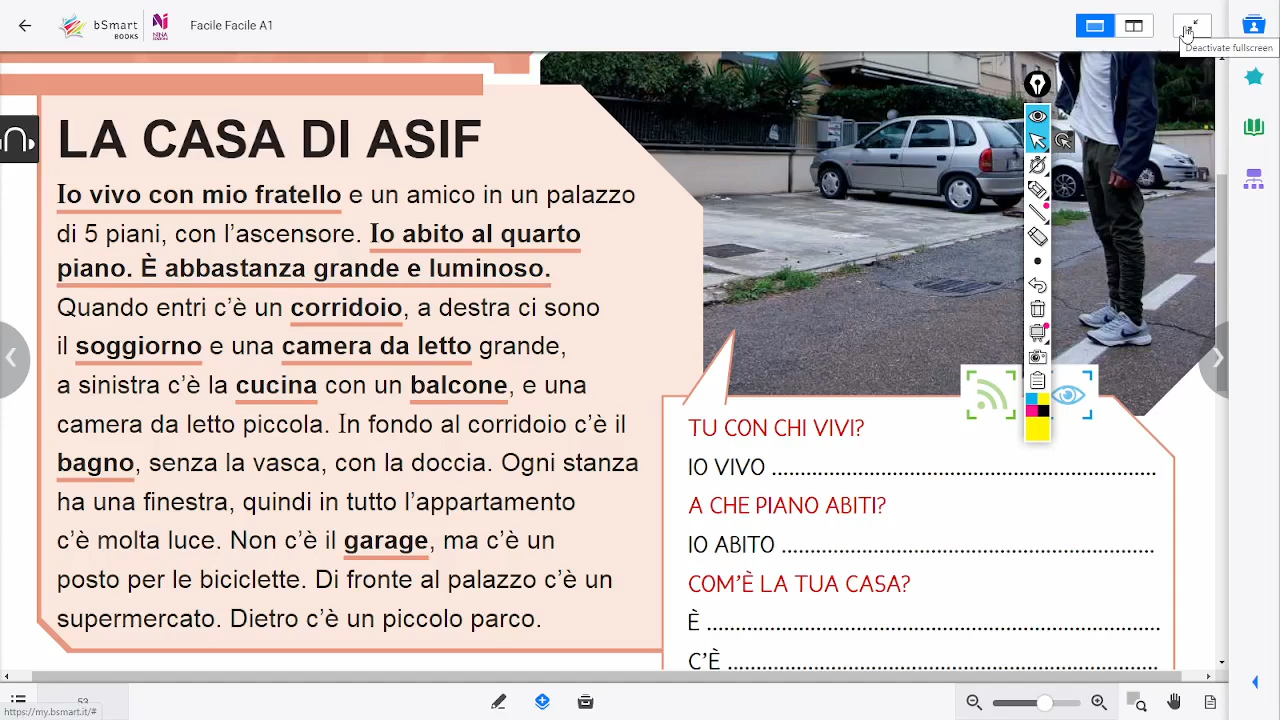 bSmart
BOOKS
NINA
Facile Facile A1
Deactivate fullscreen
LA CASA DI ASIF
Io vivo con mio fratello e un amico in un palazzo
di 5 piani, con l’ascensore. Io abito al quarto
piano. È abbastanza grande e luminoso.
Quando entri c’è un corridoio, a destra ci sono
il soggiorno e una camera da letto grande,
a sinistra c’è la cucina con un balcone, e una
camera da letto piccola. In fondo al corridoio c’è il
bagno, senza la vasca, con la doccia. Ogni stanza
ha una finestra, quindi in tutto l’appartamento
c’è molta luce. Non c’è il garage, ma c’è un
posto per le biciclette. Di fronte al palazzo c’è un
supermercato. Dietro c’è un piccolo parco.
TU CON CHI VIVI?
IO VIVO ....................................................
A CHE PIANO ABITI?
IO ABITO ..................................................
COM’È LA TUA CASA?
È .............................................................
C’È ..........................................................
53
https://my.bsmart.it/#